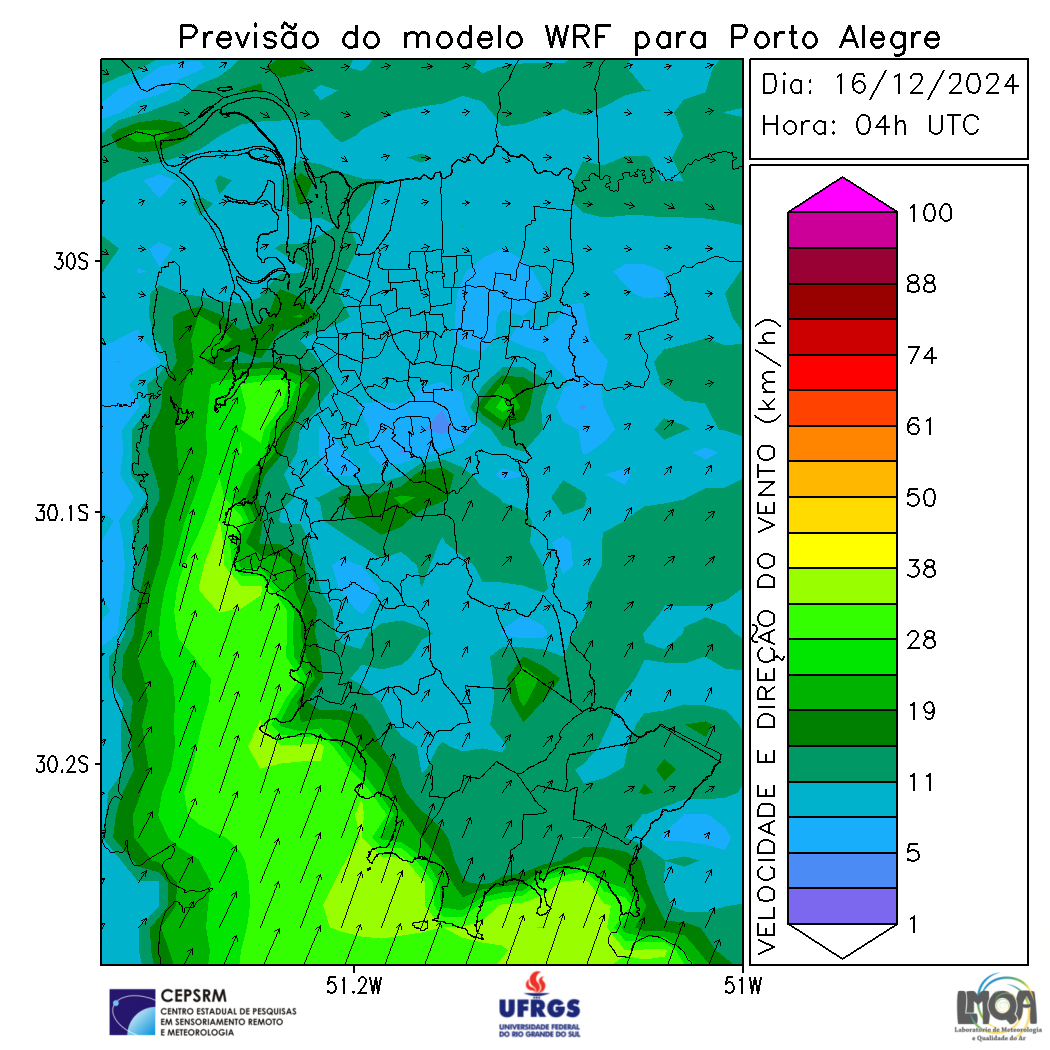 Previsão do modelo WRF para Porto Alegre
Dia: 16/12/2024
Hora: 04h UTC
30S
30.1S
30.2S
51.2W
51W
VELOCIDADE E DIREÇÃO DO VENTO (km/h)
100
88
74
61
50
38
28
19
11
5
1
CEPSRM
CENTRO ESTADUAL DE PESQUISAS
EM SENSORIAMENTO REMOTO
E METEOROLOGIA
UFRGS
UNIVERSIDADE FEDERAL
DO RIO GRANDE DO SUL
LMQA
Laboratório de Meteorologia
e Qualidade do Ar